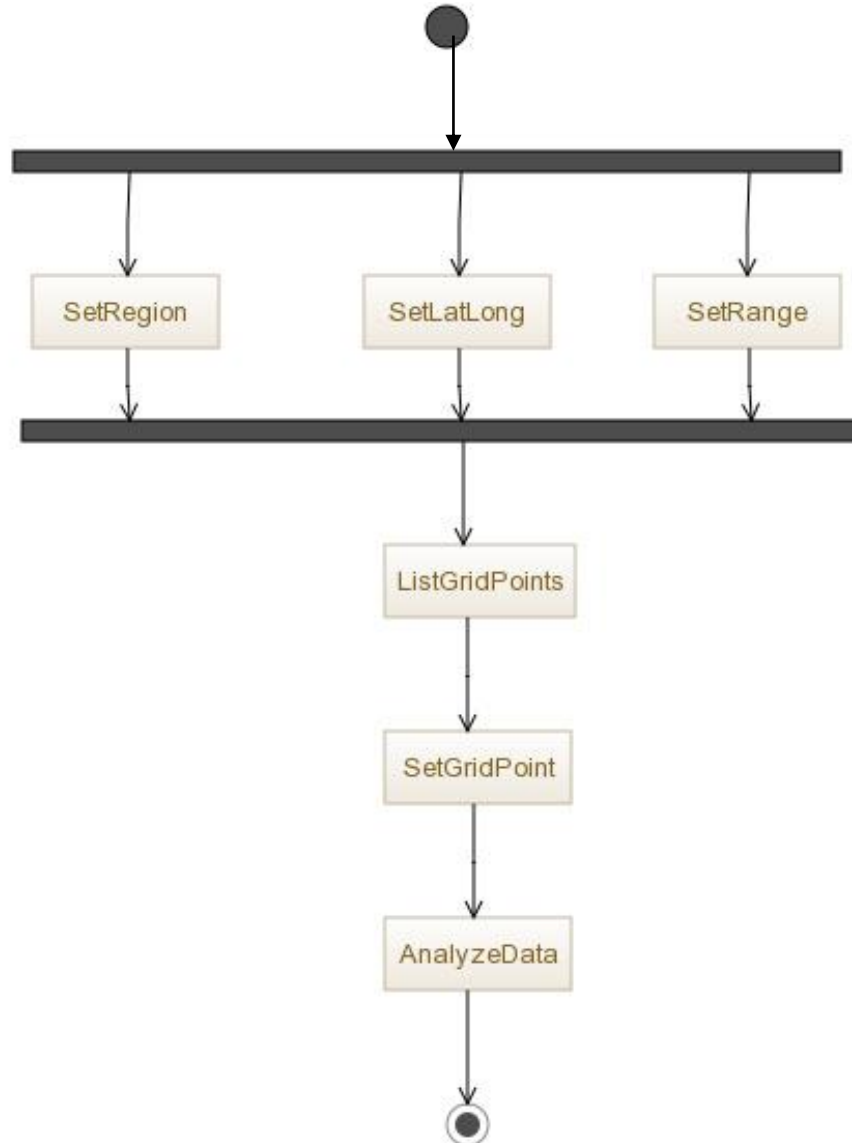 SetRegion
SetLatLong
SetRange
ListGridPoints
SetGridPoint
AnalyzeData